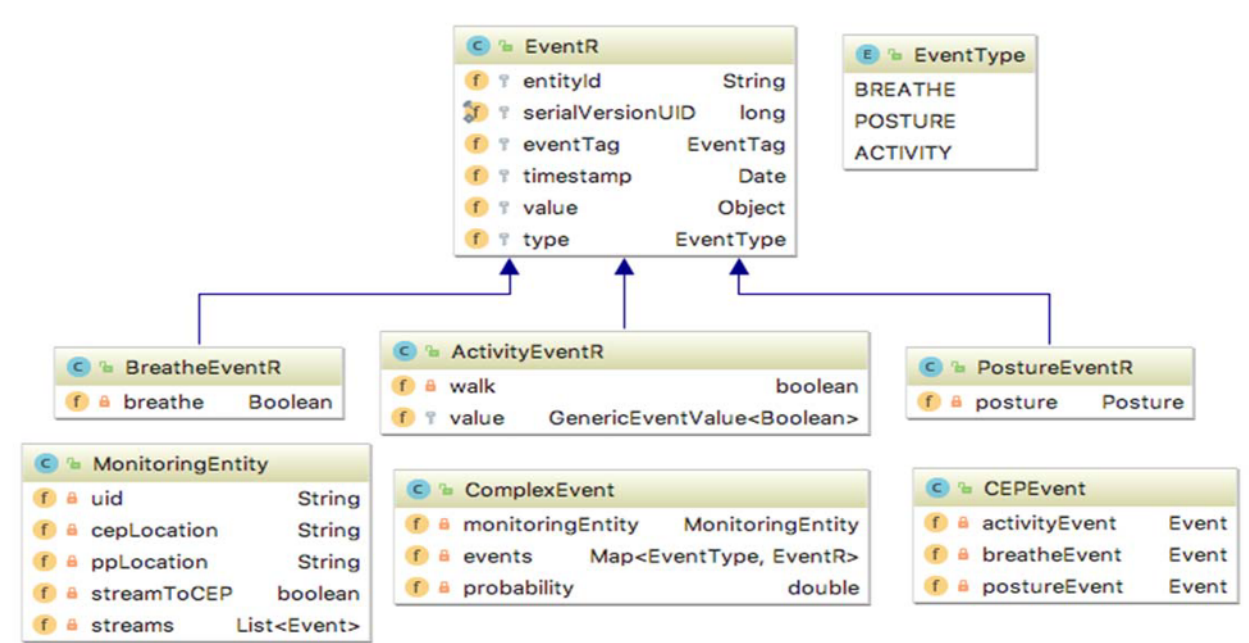 C EventR
f entityId String
f serialVersionUID long
f eventTag EventTag
f timestamp Date
f value Object
f type EventType
E EventType
BREATHE
POSTURE
ACTIVITY
C BreatheEventR
f breathe Boolean
C ActivityEventR
f walk boolean
f value GenericEventValue<Boolean>
C PostureEventR
f posture Posture
C MonitoringEntity
f uid String
f cepLocation String
f ppLocation String
f streamToCEP boolean
f streams List<Event>
C ComplexEvent
f monitoringEntity MonitoringEntity
f events Map<EventType, EventR>
f probability double
C CEPEvent
f activityEvent Event
f breatheEvent Event
f postureEvent Event